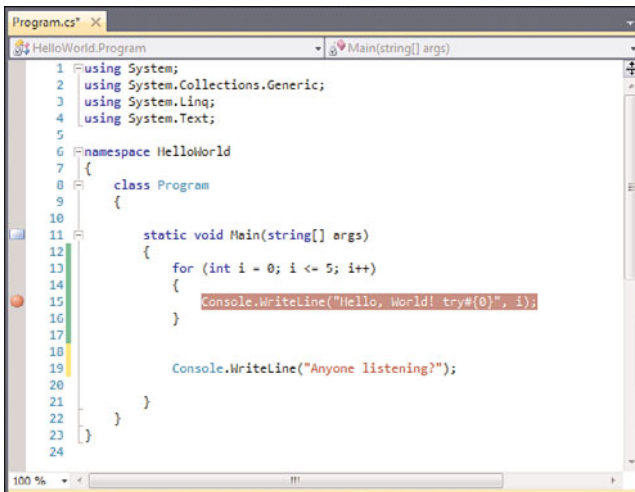 Program.cs*
HelloWorld.Program Main(string[] args)
1 using System;
2 using System.Collections.Generic;
3 using System.Linq;
4 using System.Text;
5
6 namespace HelloWorld
7 {
8 class Program
9 {
10
11 static void Main(string[] args)
12 {
13 for (int i = 0; i <= 5; i++)
14 {
15 Console.WriteLine("Hello, World! try#{0}", i);
16 }
17
18
19 Console.WriteLine("Anyone listening?");
20
21 }
22 }
23 }
24
100 %